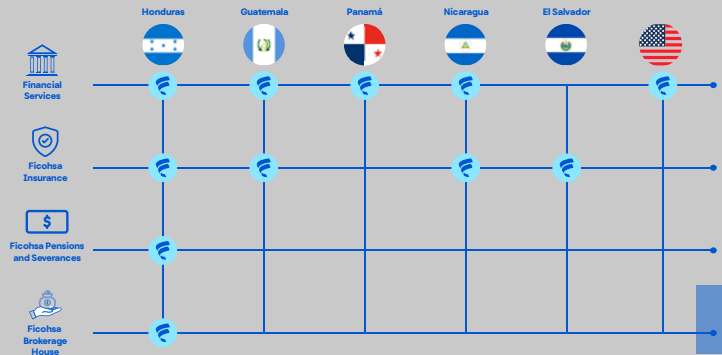 Honduras
Guatemala
Panamá
Nicaragua
El Salvador
Financial
Services
Ficohsa
Insurance
$
Ficohsa Pensions
and Severances
Ficohsa
Brokerage
House